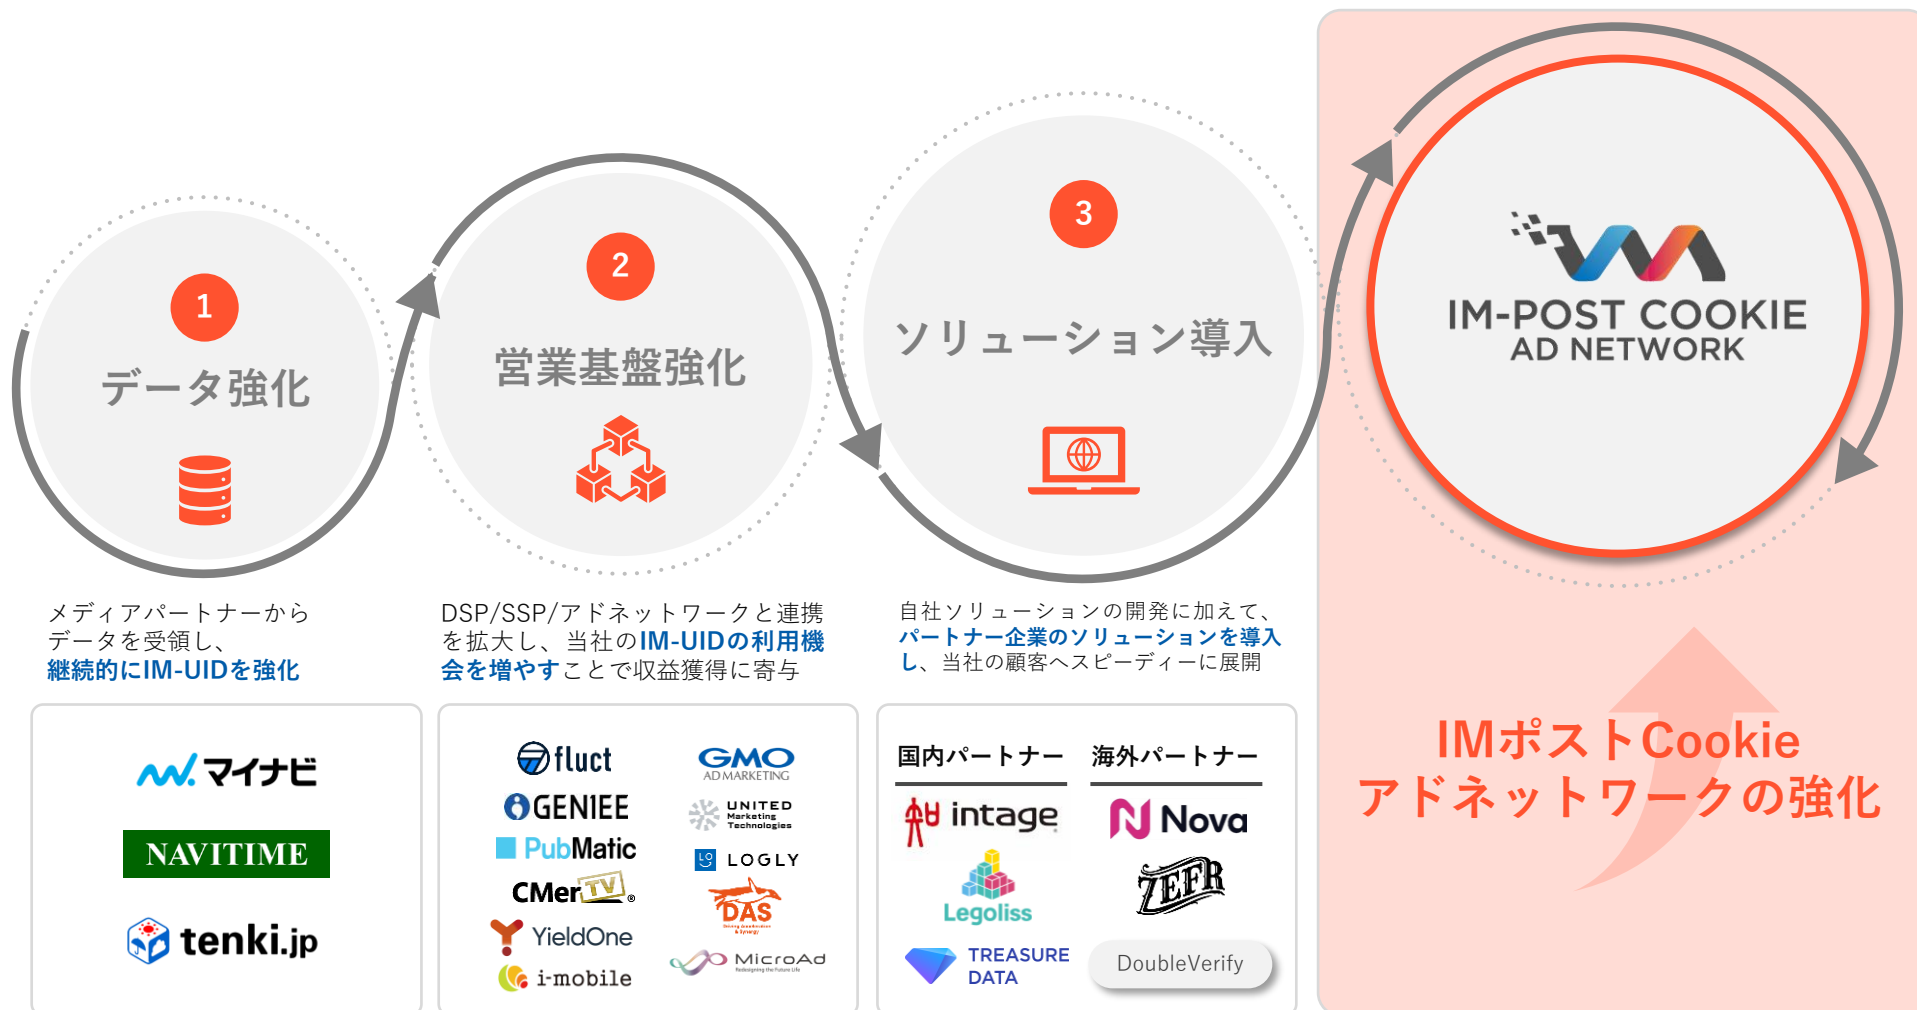 1
データ強化
メディアパートナーから
データを受領し、
継続的にIM-UIDを強化
マイナビ
NAVITIME
tenki.jp
2
営業基盤強化
DSP/SSP/アドネットワークと連携
を拡大し、当社のIM-UIDの利用機
会を増やすことで収益獲得に寄与
fluct
GENIEE
PubMatic
CMerTV®
YieldOne
i-mobile
GMO
AD MARKETING
UNITED
Marketing
Technologies
LOGLY
DAS
MicroAd
Redesigning the Future Life
3
ソリューション導入
自社ソリューションの開発に加えて、
パートナー企業のソリューションを導入
し、当社の顧客へスピーディーに展開
国内パートナー
intage
Legoliss
TREASURE
DATA
海外パートナー
Nova
ZEFR
DoubleVerify
IM-POST COOKIE
AD NETWORK
IMポストCookie
アドネットワークの強化